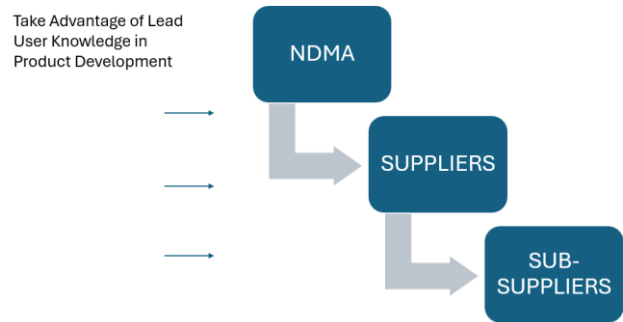 Take Advantage of Lead
User Knowledge in
Product Development
NDMA
SUPPLIERS
SUB-
SUPPLIERS